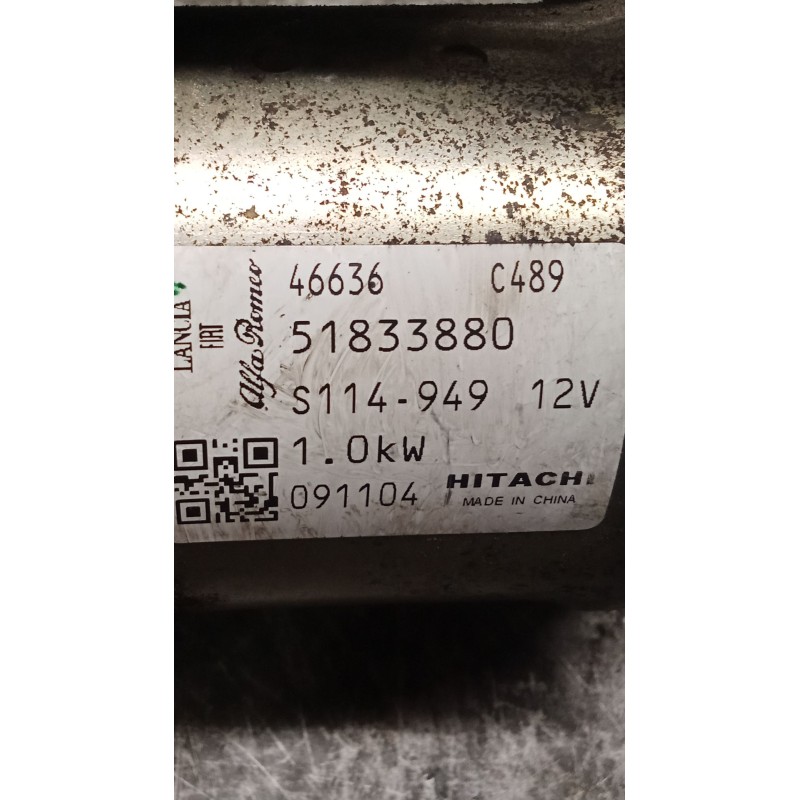 LANCIA
FIAT
Alfa Romeo
46636 C489
51833880
S114-949 12V
1.0kW
091104 HITACHI
MADE IN CHINA